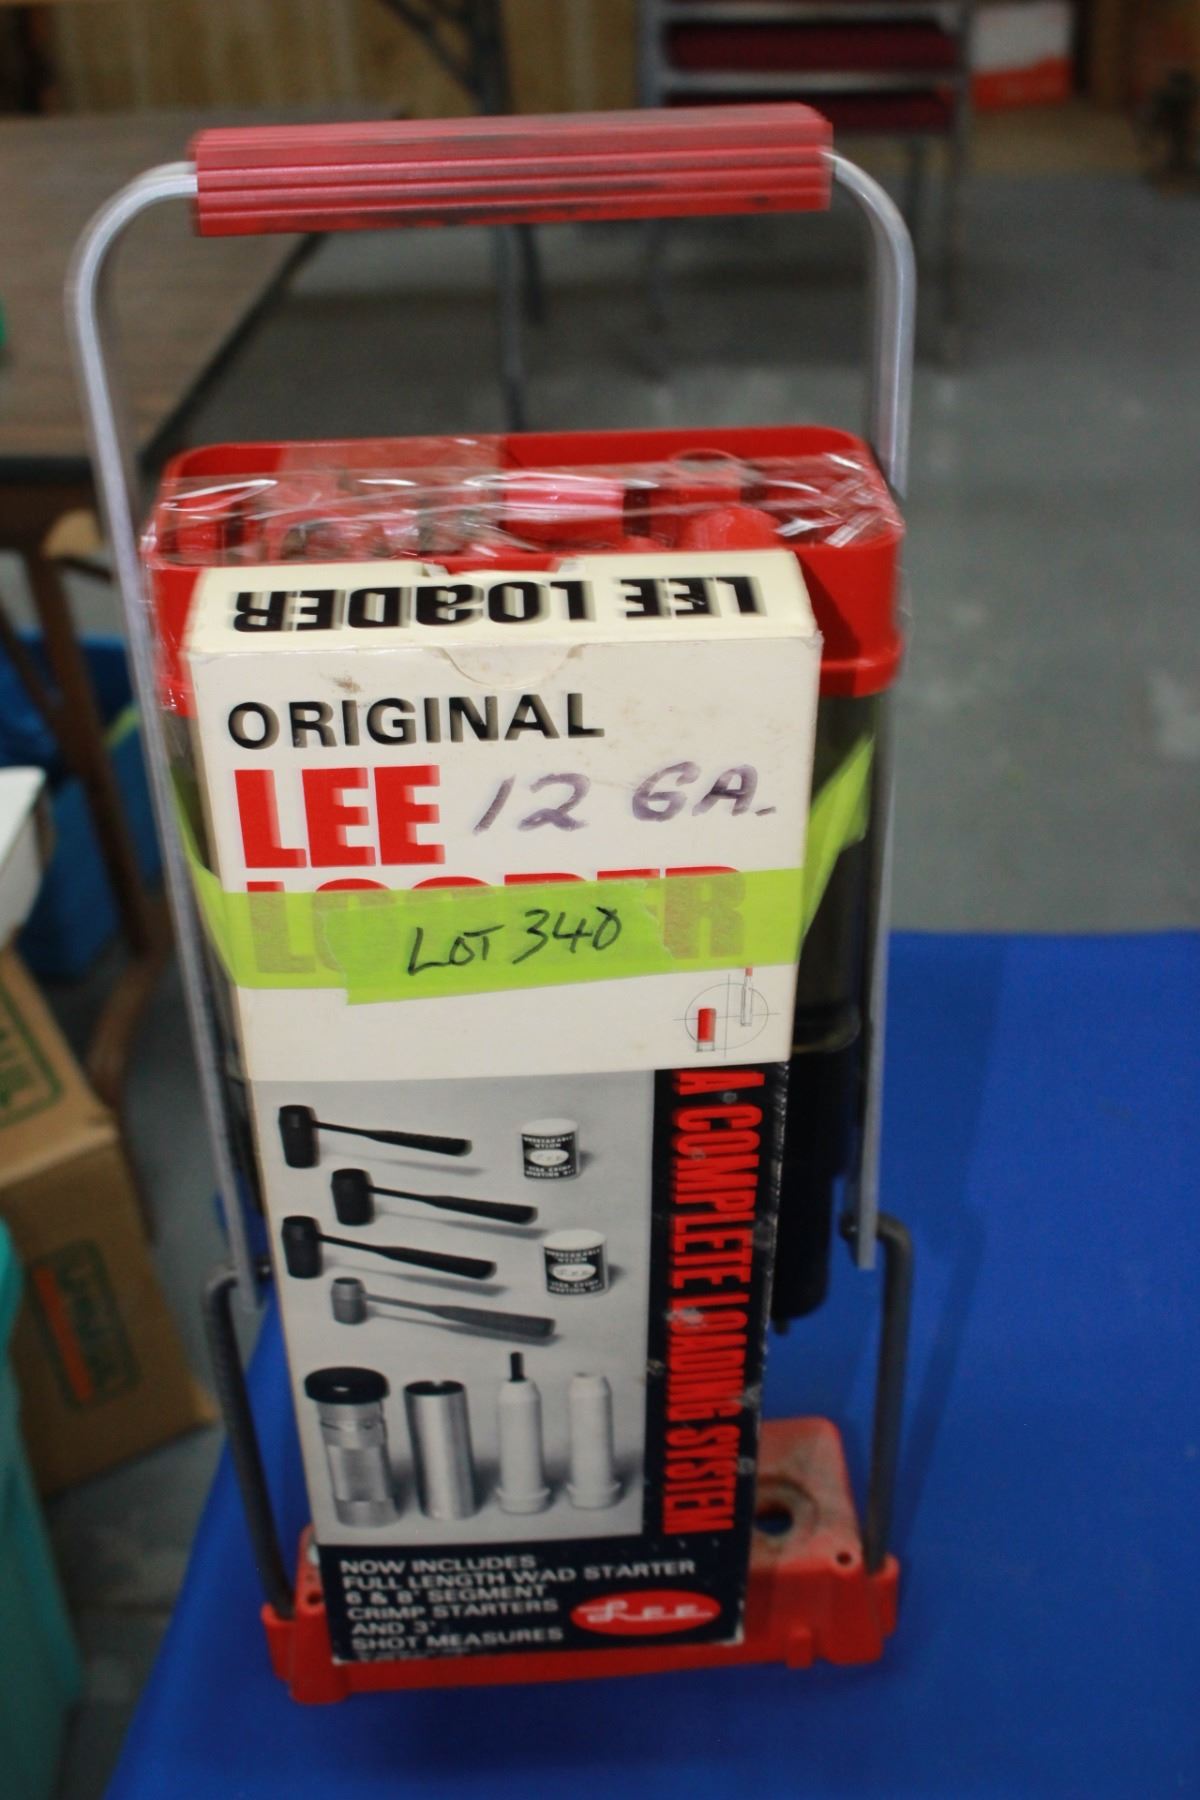 LEE LOADER
ORIGINAL
LEE 12 GA.
LOADER
LOT 340
A COMPLETE LOADING SYSTEM
NOW INCLUDES
FULL LENGTH WAD STARTER
6 & 8' SEGMENT
CRIMP STARTERS
AND 3'
SHOT MEASURES
LEE